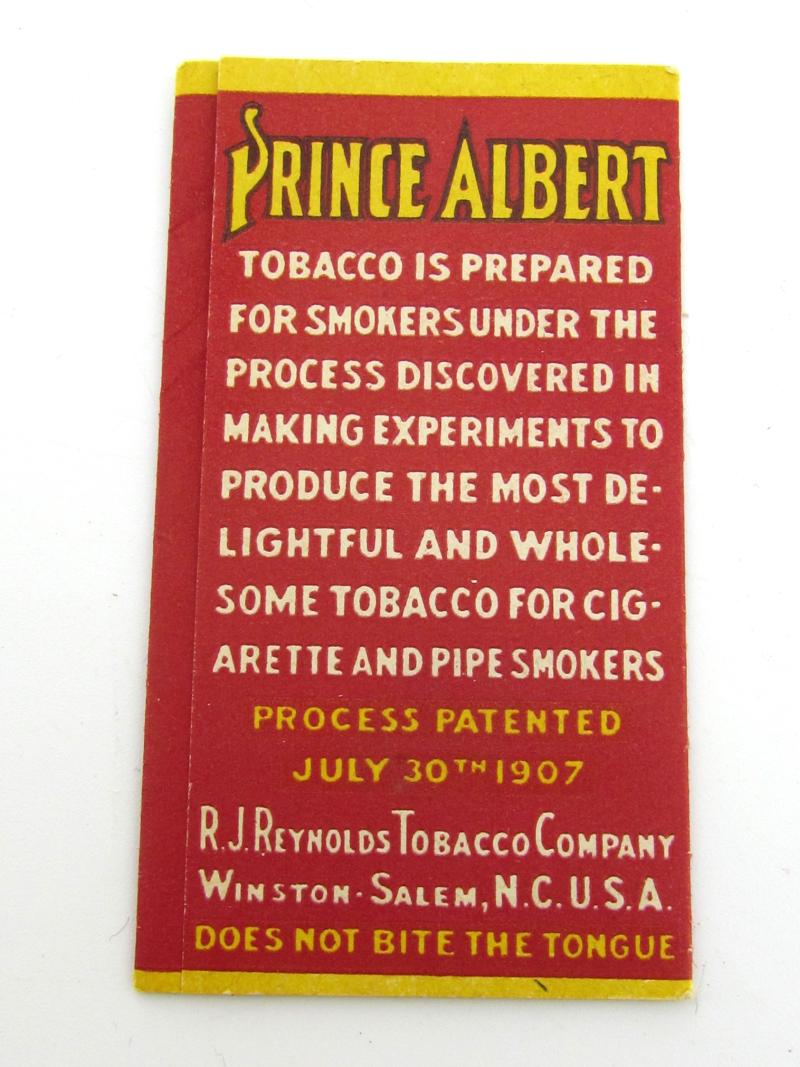 PRINCE ALBERT
TOBACCO IS PREPARED
FOR SMOKERS UNDER THE
PROCESS DISCOVERED IN
MAKING EXPERIMENTS TO
PRODUCE THE MOST DE-
LIGHTFUL AND WHOLE-
SOME TOBACCO FOR CIG-
ARETTE AND PIPE SMOKERS
PROCESS PATENTED
JULY 30TH 1907
R.J. REYNOLDS TOBACCO COMPANY
WINSTON-SALEM, N.C. U.S.A.
DOES NOT BITE THE TONGUE